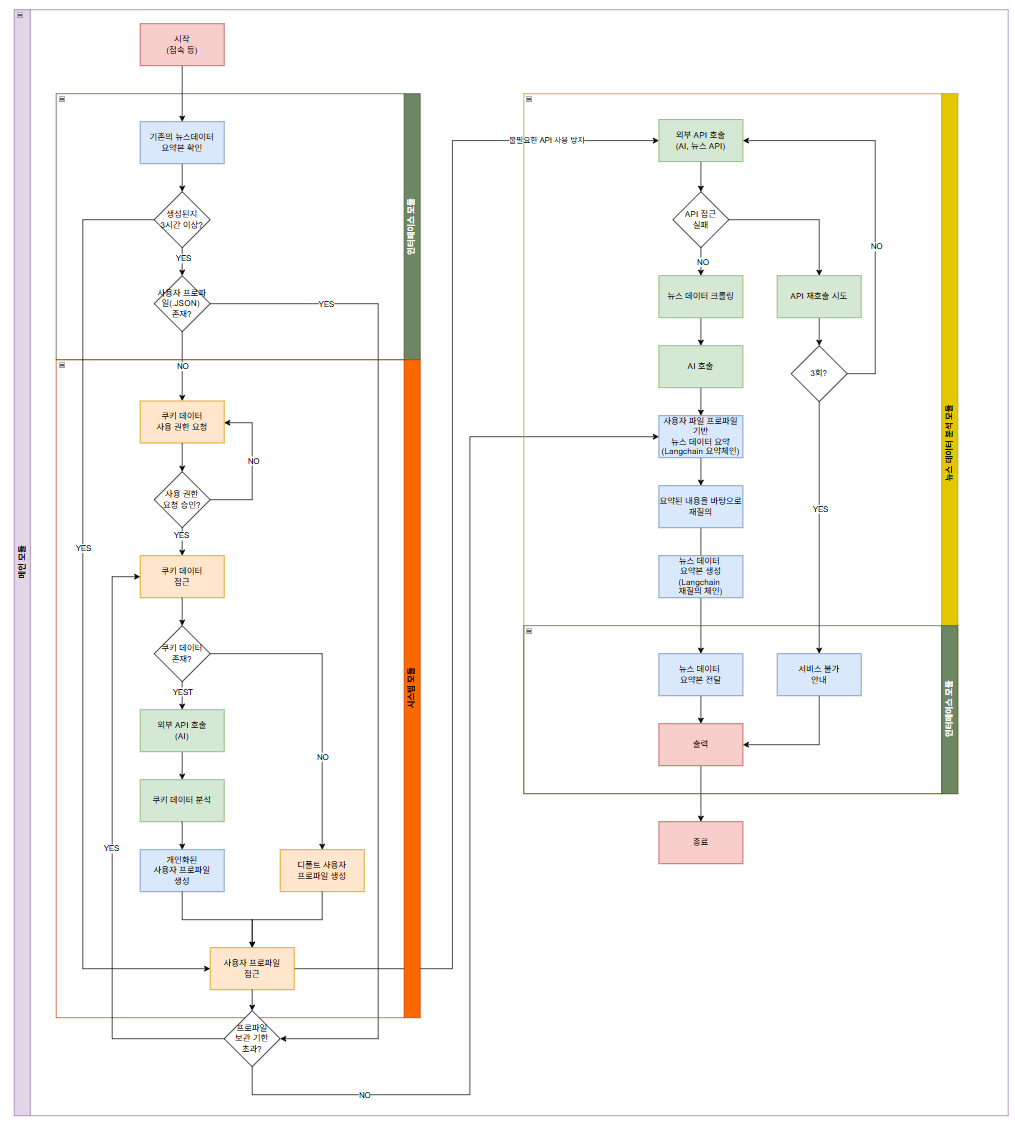 메인 모듈
시작
(접속 등)
인터페이스 모듈
기존의 뉴스데이터
요약본 확인
생성된지
3시간 이상?
YES
YES
사용자 프로파
일(.JSON)
존재?
YES
NO
시스템 모듈
쿠키 데이터
사용 권한 요청
NO
사용 권한
요청 승인?
YES
쿠키 데이터
접근
쿠키 데이터
존재?
YEST
NO
외부 API 호출
(AI)
쿠키 데이터 분석
개인화된
사용자 프로파일
생성
디폴트 사용자
프로파일 생성
사용자 프로파일
접근
YES
프로파일
보관 기한
초과?
NO
불필요한 API 사용 방지
뉴스 데이터 분석 모듈
외부 API 호출
(AI, 뉴스 API)
API 접근
실패
NO
NO
뉴스 데이터 크롤링
API 재호출 시도
AI 호출
3회?
YES
사용자 파일 프로파일
기반
뉴스 데이터 요약
(Langchain 요약체인)
요약된 내용을 바탕으로
재질의
뉴스 데이터
요약본 생성
(Langchain
재질의 체인)
인터페이스 모듈
뉴스 데이터
요약본 전달
서비스 불가
안내
출력
종료